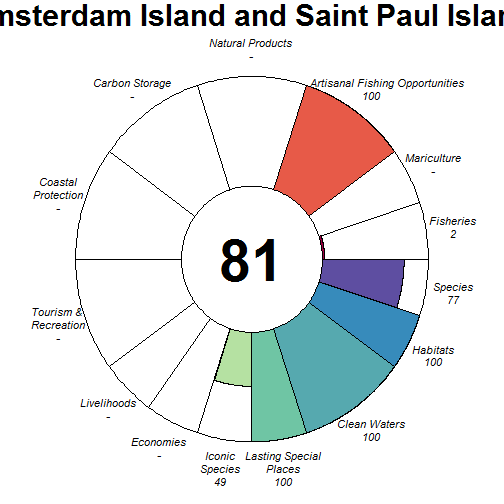 msterdam Island and Saint Paul Islan
Natural Products
-
Carbon Storage
-
Artisanal Fishing Opportunities
100
Mariculture
-
Coastal
Protection
-
Fisheries
2
81
Species
77
Tourism &
Recreation
-
Habitats
100
Livelihoods
-
Clean Waters
100
Economies
-
Iconic
Species
49
Lasting Special
Places
100